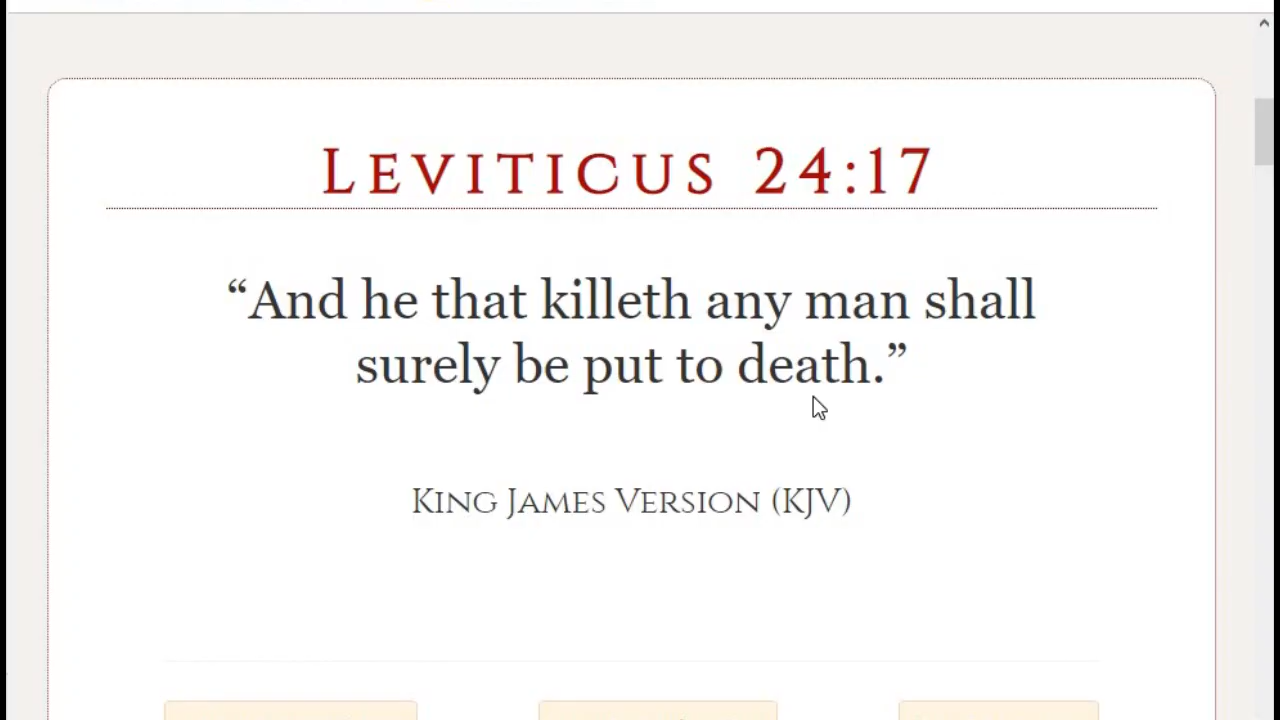 Leviticus 24:17
“And he that killeth any man shall
surely be put to death.”
King James Version (KJV)